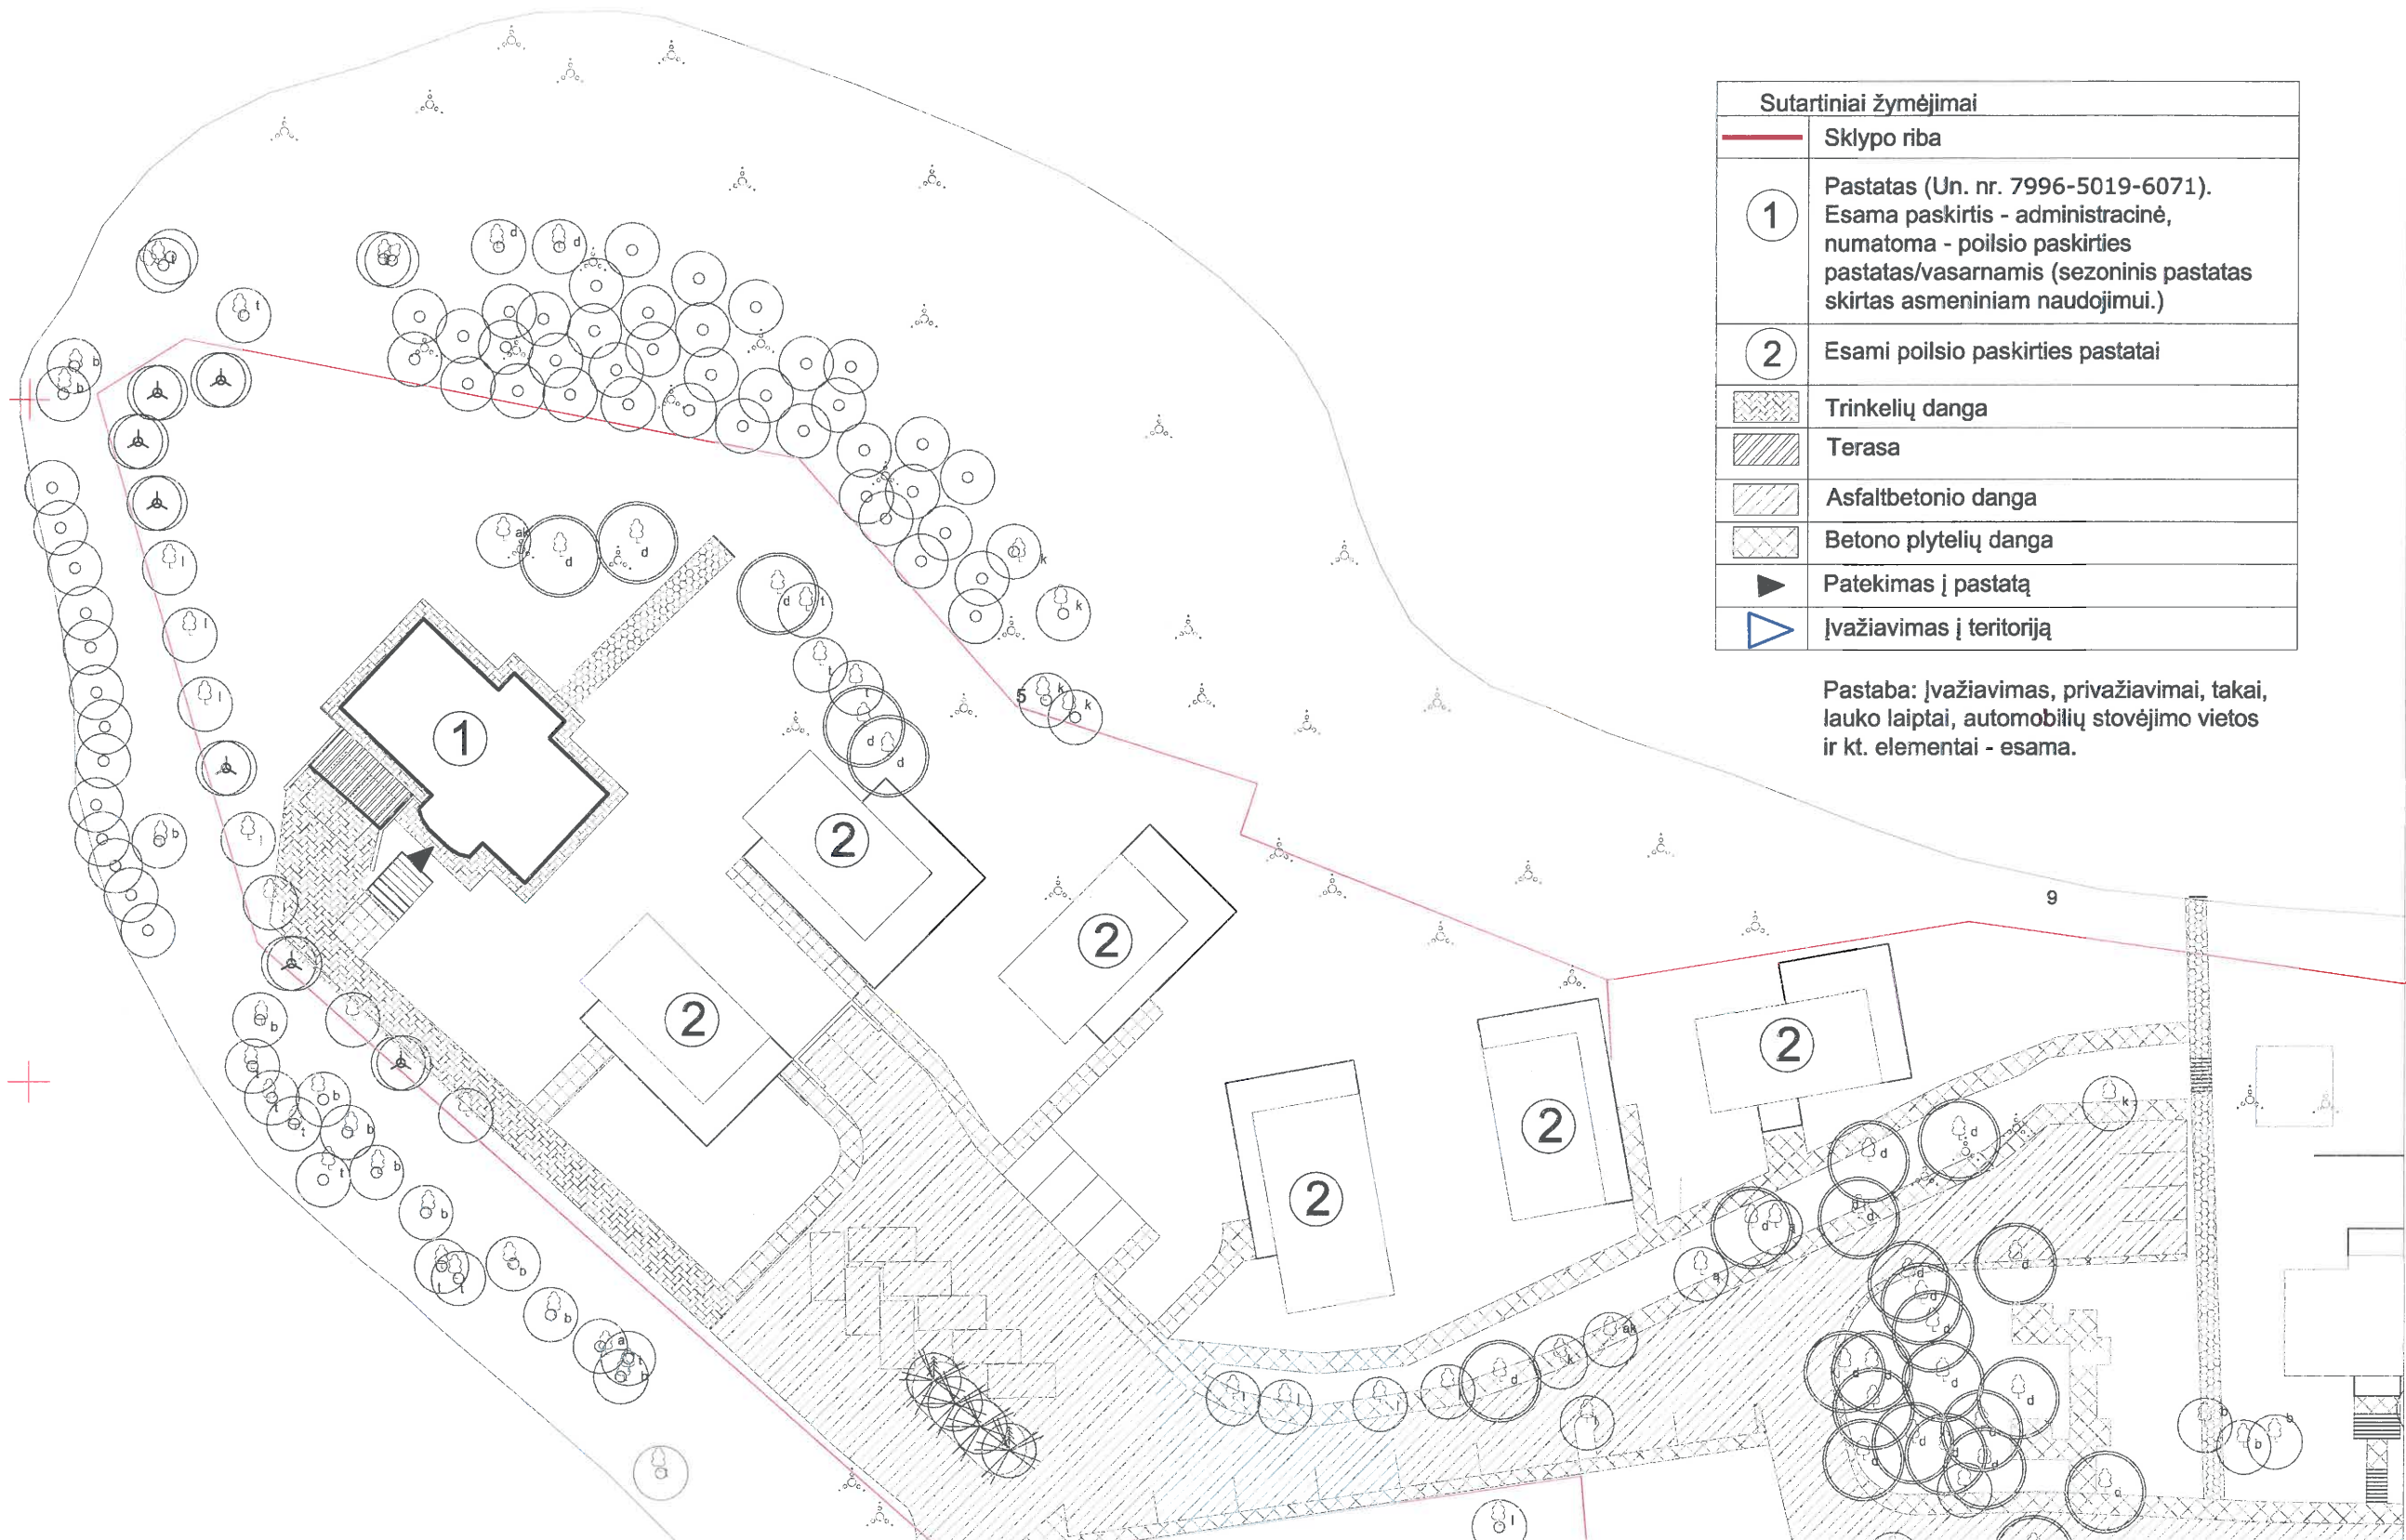 Sutartiniai žymėjimai
Sklypo riba
1
Pastatas (Un. nr. 7996-5019-6071).
Esama paskirtis - administracinė,
numatoma - poilsio paskirties
pastatas/vasarnamis (sezoninis pastatas
skirtas asmeniniam naudojimui.)
2
Esami poilsio paskirties pastatai
Trinkelių danga
Terasa
Asfaltbetonio danga
Betono plytelių danga
Patekimas į pastatą
Įvažiavimas į teritoriją
Pastaba: Įvažiavimas, privažiavimai, takai,
lauko laiptai, automobilių stovėjimo vietos
ir kt. elementai - esama.
5
9
1
2
2
2
2
2
2